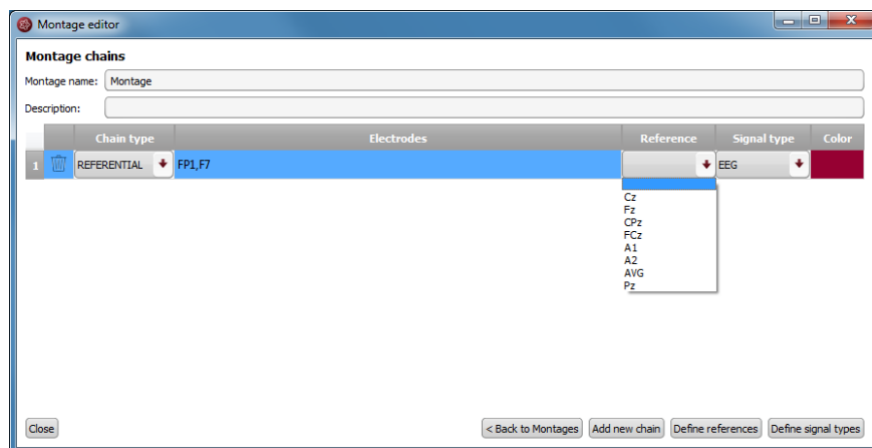 Montage editor
Montage chains
Montage name: Montage
Description:
Chain type Electrodes Reference Signal type Color
1 REFERENTIAL FP1,F7 EEG
Cz
Fz
CPz
FCz
A1
A2
AVG
Pz
Close < Back to Montages Add new chain Define references Define signal types